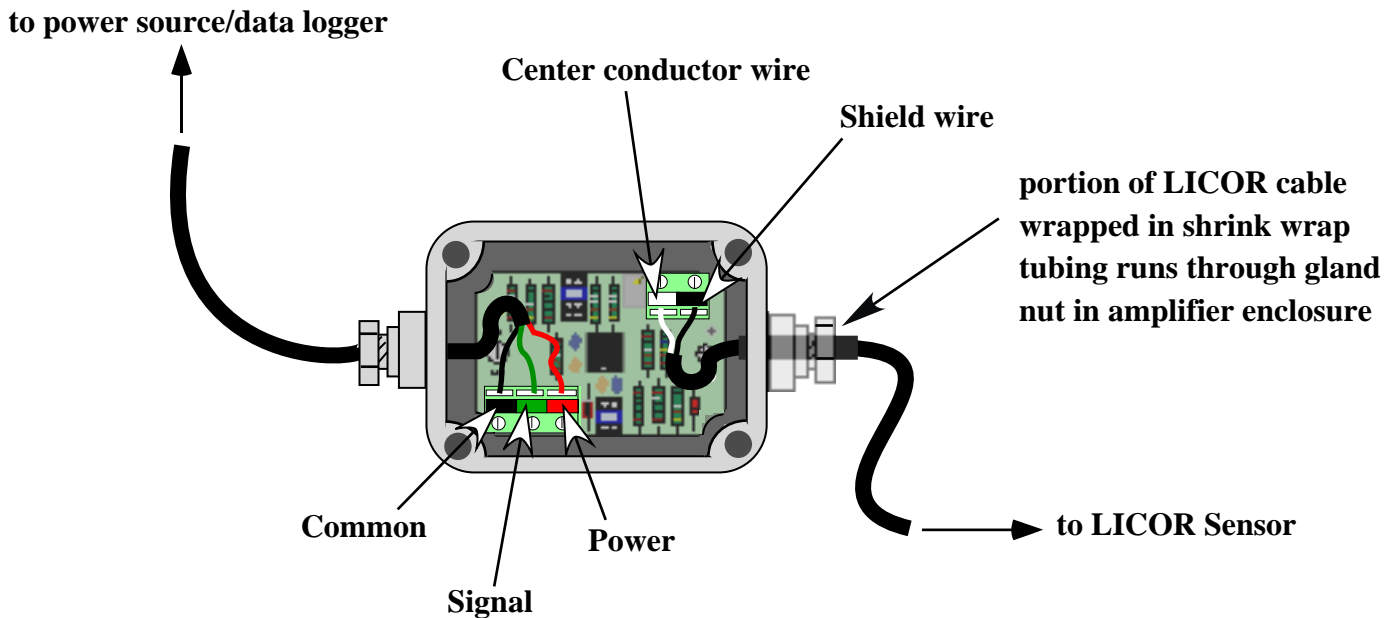 to power source/data logger
Center conductor wire
Shield wire
portion of LICOR cable
wrapped in shrink wrap
tubing runs through gland
nut in amplifier enclosure
Common
Power
to LICOR Sensor
Signal